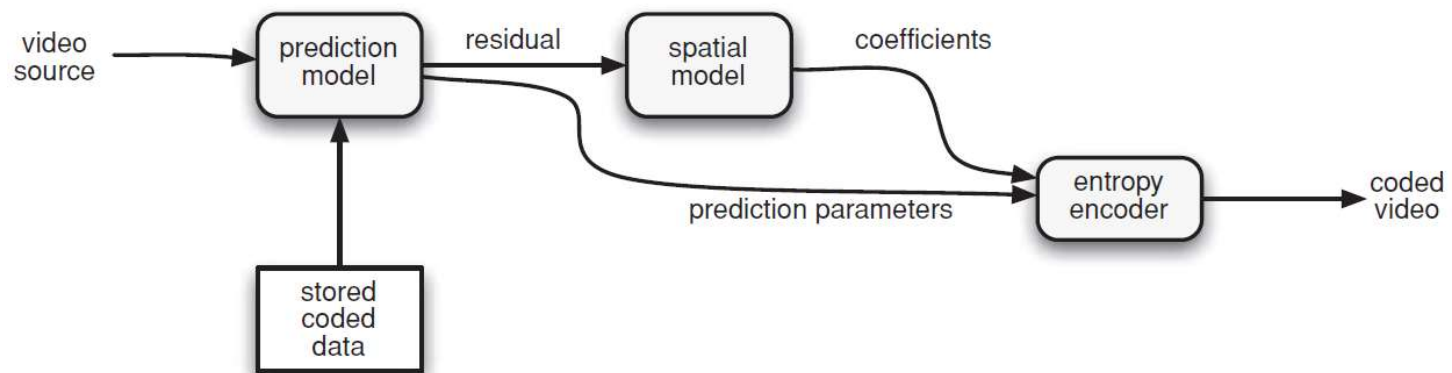 video
source
prediction
model
residual
spatial
model
coefficients
prediction parameters
entropy
encoder
coded
video
stored
coded
data